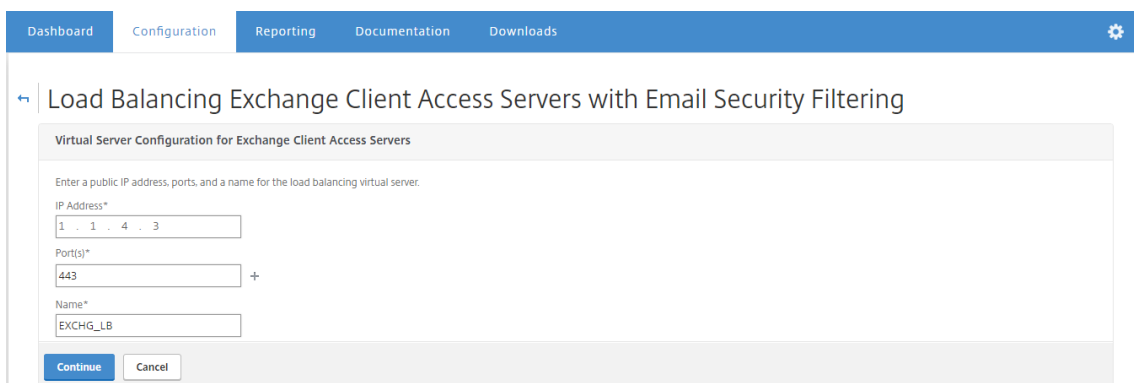 Dashboard Configuration Reporting Documentation Downloads
Load Balancing Exchange Client Access Servers with Email Security Filtering
Virtual Server Configuration for Exchange Client Access Servers
Enter a public IP address, ports, and a name for the load balancing virtual server.
IP Address*
1 . 1 . 4 . 3
Port(s)*
443 +
Name*
EXCHG_LB
Continue Cancel